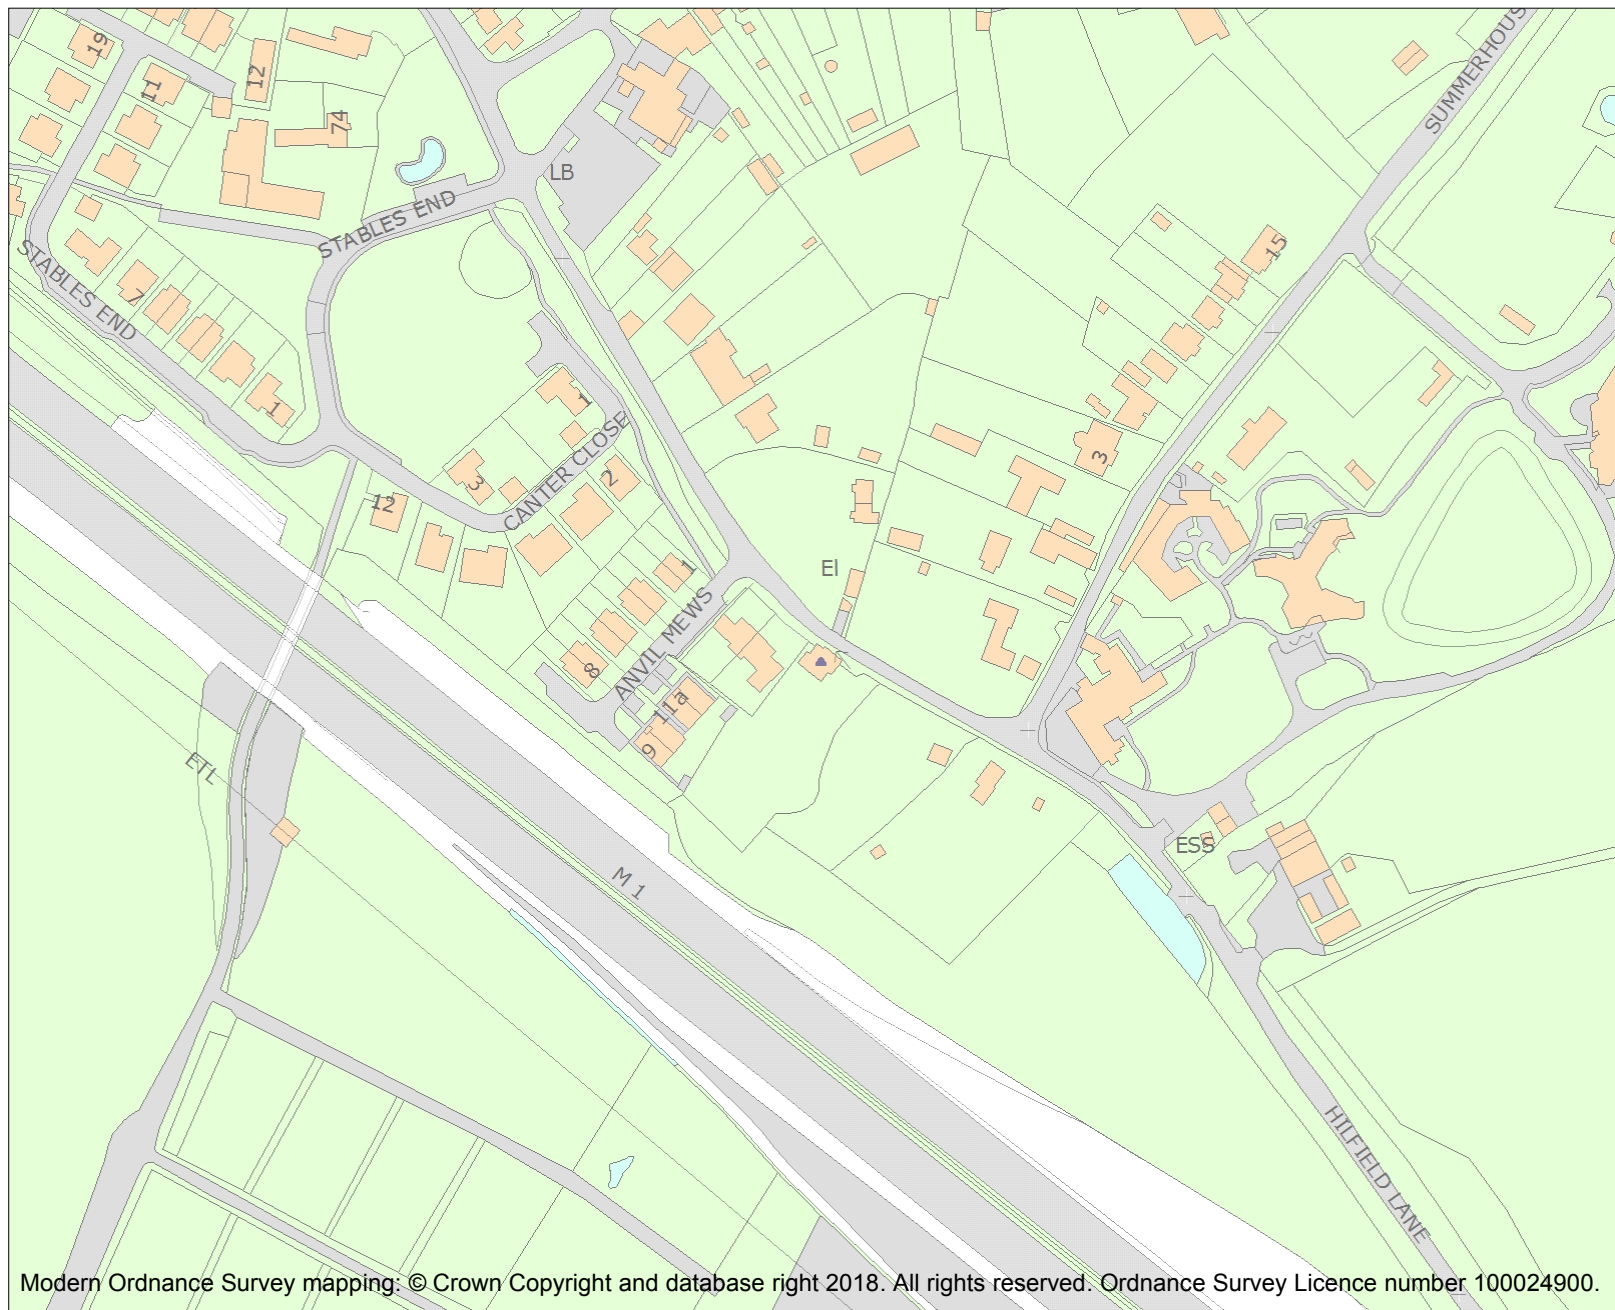 SUMMERHOUS
19
11
12
74
LB
STABLES END
STABLES END
7
1
15
3
1
CANTER CLOSE
3
2
12
El
1
ANVIL MEWS
8
11a
9
ETL
M 1
ESS
HILFIELD LANE
Modern Ordnance Survey mapping: © Crown Copyright and database right 2018. All rights reserved. Ordnance Survey Licence number 100024900.